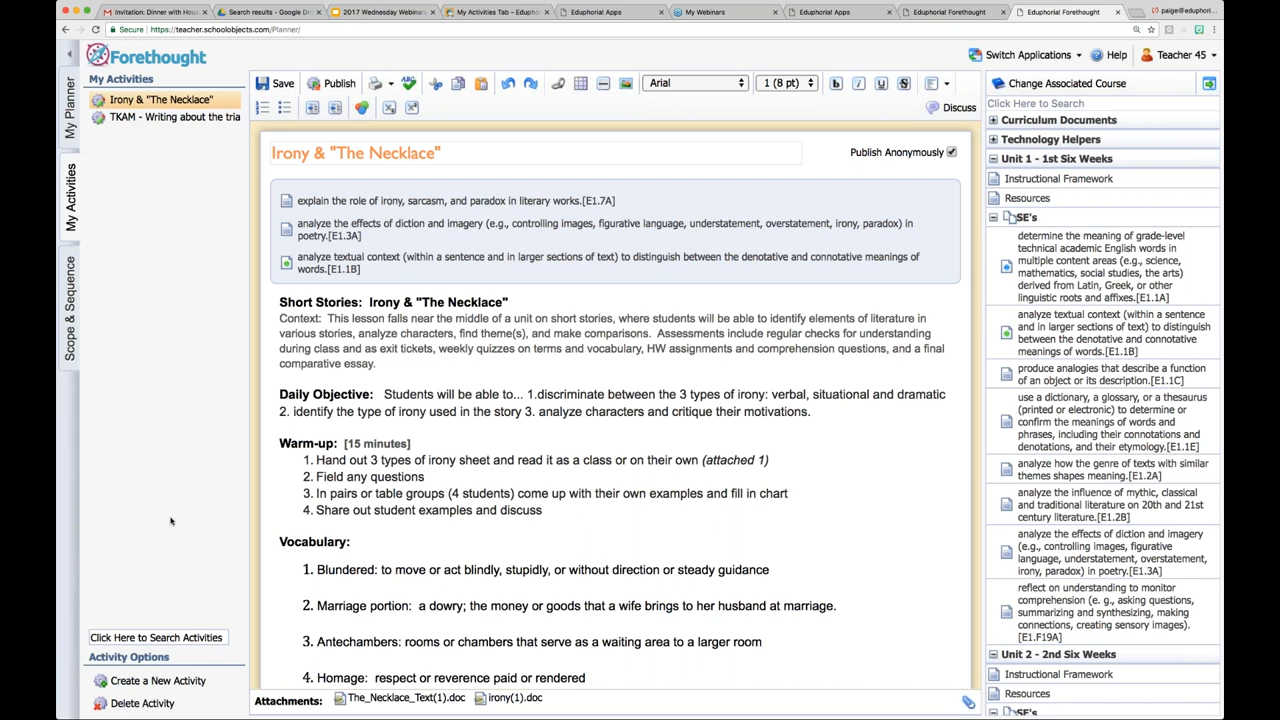 Invitation: Dinner with Hous
Search results - Google Dri
2017 Wednesday Webinars
My Activities Tab – Euphoria
Eduphorial Apps
My Webinars
Eduphorial Apps
Eduphorial Forethought
Eduphorial Forethought
paige@eduphorial
Secure https://teacher.schoolobjects.com/Planner/
Forethought
Switch Applications
Help
Teacher 45
My Planner
My Activities
Scope & Sequence
My Activities
Irony & "The Necklace"
TKAM - Writing about the tria
Click Here to Search Activities
Activity Options
Create a New Activity
Delete Activity
Save
Publish
Arial
1 (8 pt)
b
i
U
S
Discuss
Irony & "The Necklace"
Publish Anonymously
explain the role of irony, sarcasm, and paradox in literary works.[E1.7A]
analyze the effects of diction and imagery (e.g., controlling images, figurative language, understatement, overstatement, irony, paradox) in
poetry.[E1.3A]
analyze textual context (within a sentence and in larger sections of text) to distinguish between the denotative and connotative meanings of
words.[E1.1B]
Short Stories: Irony & "The Necklace"
Context: This lesson falls near the middle of a unit on short stories, where students will be able to identify elements of literature in
various stories, analyze characters, find theme(s), and make comparisons. Assessments include regular checks for understanding
during class and as exit tickets, weekly quizzes on terms and vocabulary, HW assignments and comprehension questions, and a final
comparative essay.
Daily Objective: Students will be able to... 1.discriminate between the 3 types of irony: verbal, situational and dramatic
2. identify the type of irony used in the story 3. analyze characters and critique their motivations.
Warm-up: [15 minutes]
1. Hand out 3 types of irony sheet and read it as a class or on their own (attached 1)
2. Field any questions
3. In pairs or table groups (4 students) come up with their own examples and fill in chart
4. Share out student examples and discuss
Vocabulary:
1. Blundered: to move or act blindly, stupidly, or without direction or steady guidance
2. Marriage portion: a dowry; the money or goods that a wife brings to her husband at marriage.
3. Antechambers: rooms or chambers that serve as a waiting area to a larger room
4. Homage: respect or reverence paid or rendered
Attachments: The_Necklace_Text(1).doc irony(1).doc
Change Associated Course
Click Here to Search
Curriculum Documents
Technology Helpers
Unit 1 - 1st Six Weeks
Instructional Framework
Resources
SE's
determine the meaning of grade-level
technical academic English words in
multiple content areas (e.g., science,
mathematics, social studies, the arts)
derived from Latin, Greek, or other
linguistic roots and affixes.[E1.1A]
analyze textual context (within a sentence
and in larger sections of text) to distinguish
between the denotative and connotative
meanings of words.[E1.1B]
produce analogies that describe a function
of an object or its description.[E1.1C]
use a dictionary, a glossary, or a thesaurus
(printed or electronic) to determine or
confirm the meanings of words and
phrases, including their connotations and
denotations, and their etymology.[E1.1E]
analyze how the genre of texts with similar
themes shapes meaning.[E1.2A]
analyze the influence of mythic, classical
and traditional literature on 20th and 21st
century literature.[E1.2B]
analyze the effects of diction and imagery
(e.g., controlling images, figurative
language, understatement, overstatement,
irony, paradox) in poetry.[E1.3A]
reflect on understanding to monitor
comprehension (e. g., asking questions,
summarizing and synthesizing, making
connections, creating sensory images).
[E1.F19A]
Unit 2 - 2nd Six Weeks
Instructional Framework
Resources
SE's